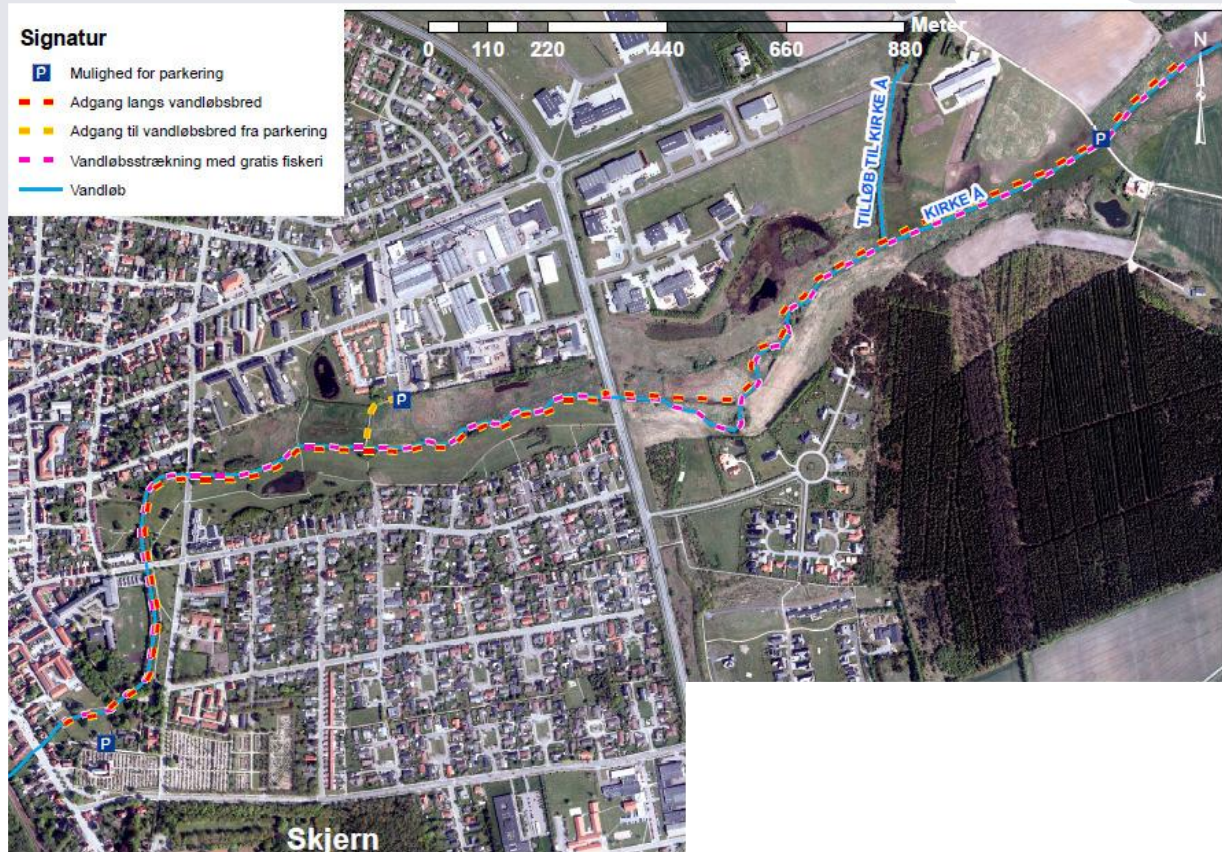 Signatur
P Mulighed for parkering
Adgang langs vandløbsbred
Adgang til vandløbsbred fra parkering
Vandløbsstrækning med gratis fiskeri
Vandløb
Meter
0 110 220 440 660 880
N
TILLØB TIL KIRKE Å
KIRKE Å
P
P
P
Skjern